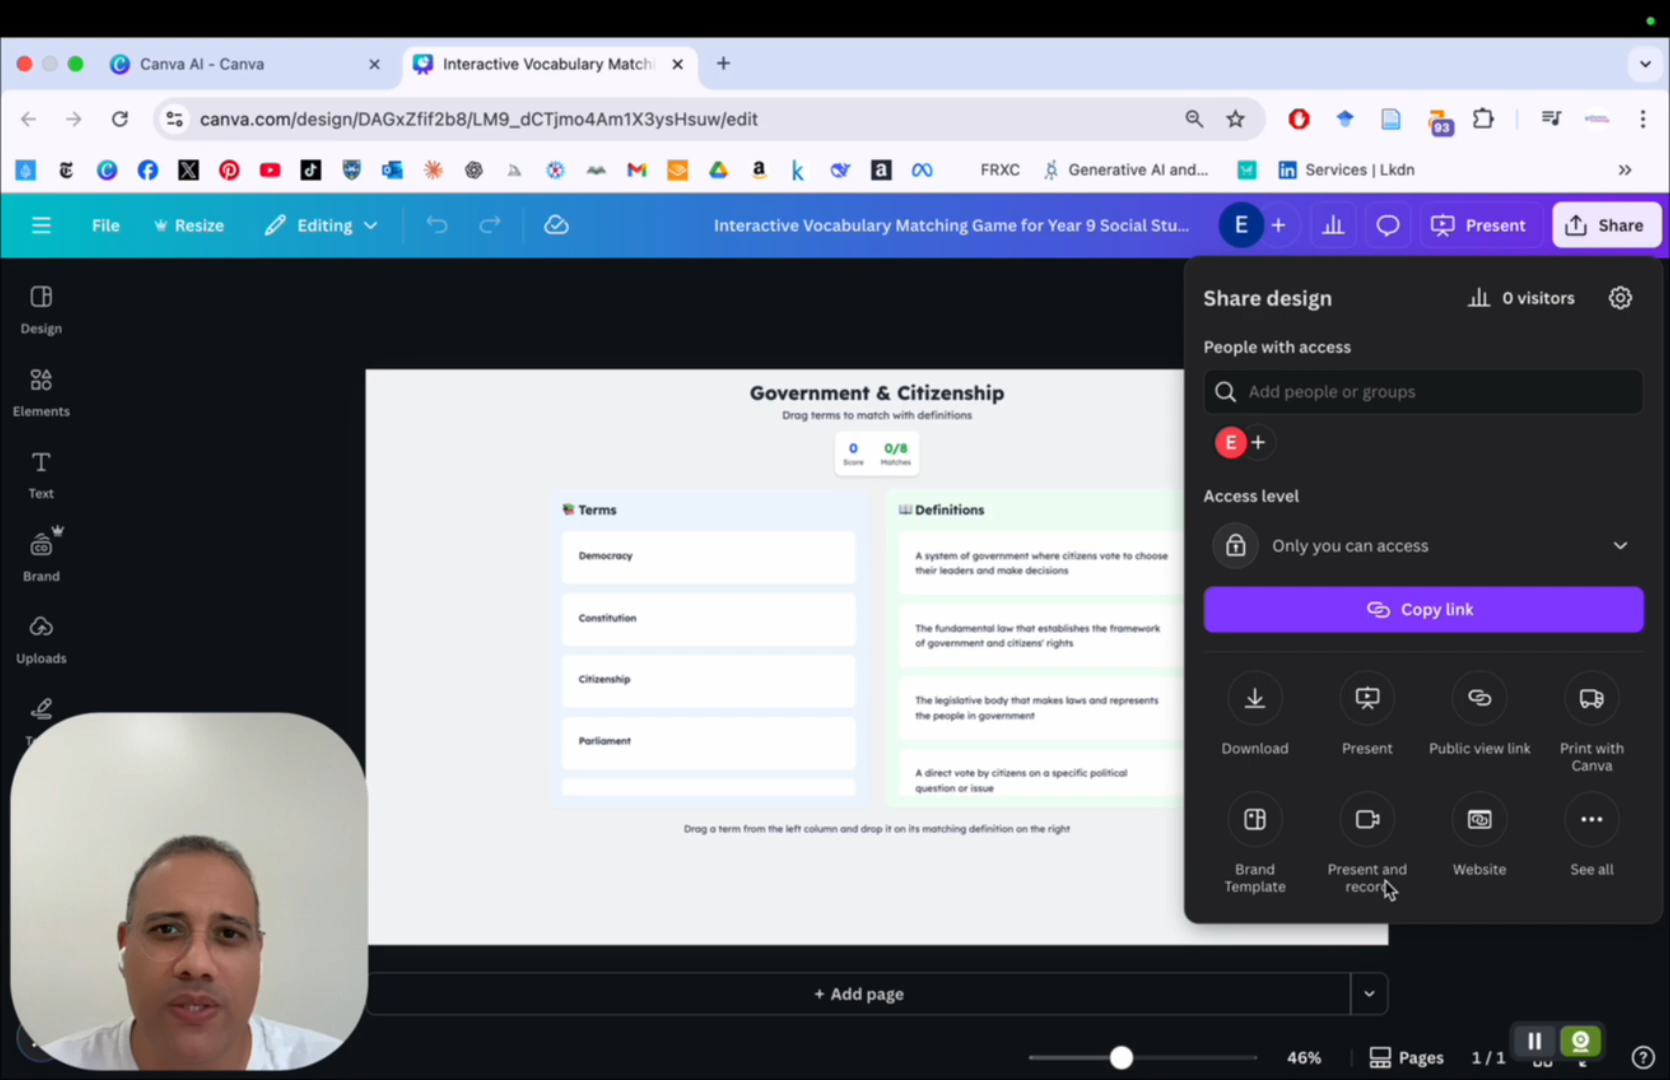 Canva AI - Canva
Interactive Vocabulary Match
canva.com/design/DAGxZfif2b8/LM9_dCTjmo4Am1X3ysHsuw/edit
93
FRXC
Generative AI and...
Services | Lkdn
File
Resize
Editing
Interactive Vocabulary Matching Game for Year 9 Social Stu...
E
Present
Share
Design
Elements
Text
Brand
Uploads
Government & Citizenship
Drag terms to match with definitions
0
0/8
Score
Matches
Terms
Democracy
Constitution
Citizenship
Parliament
Definitions
A system of government where citizens vote to choose
their leaders and make decisions
The fundamental law that establishes the framework
of government and citizens' rights
The legislative body that makes laws and represents
the people in government
A direct vote by citizens on a specific political
question or issue
Drag a term from the left column and drop it on its matching definition on the right
Share design
0 visitors
People with access
Add people or groups
E
Access level
Only you can access
Copy link
Download
Present
Public view link
Print with
Canva
Brand
Template
Present and
record
Website
See all
+ Add page
46%
Pages
1 / 1